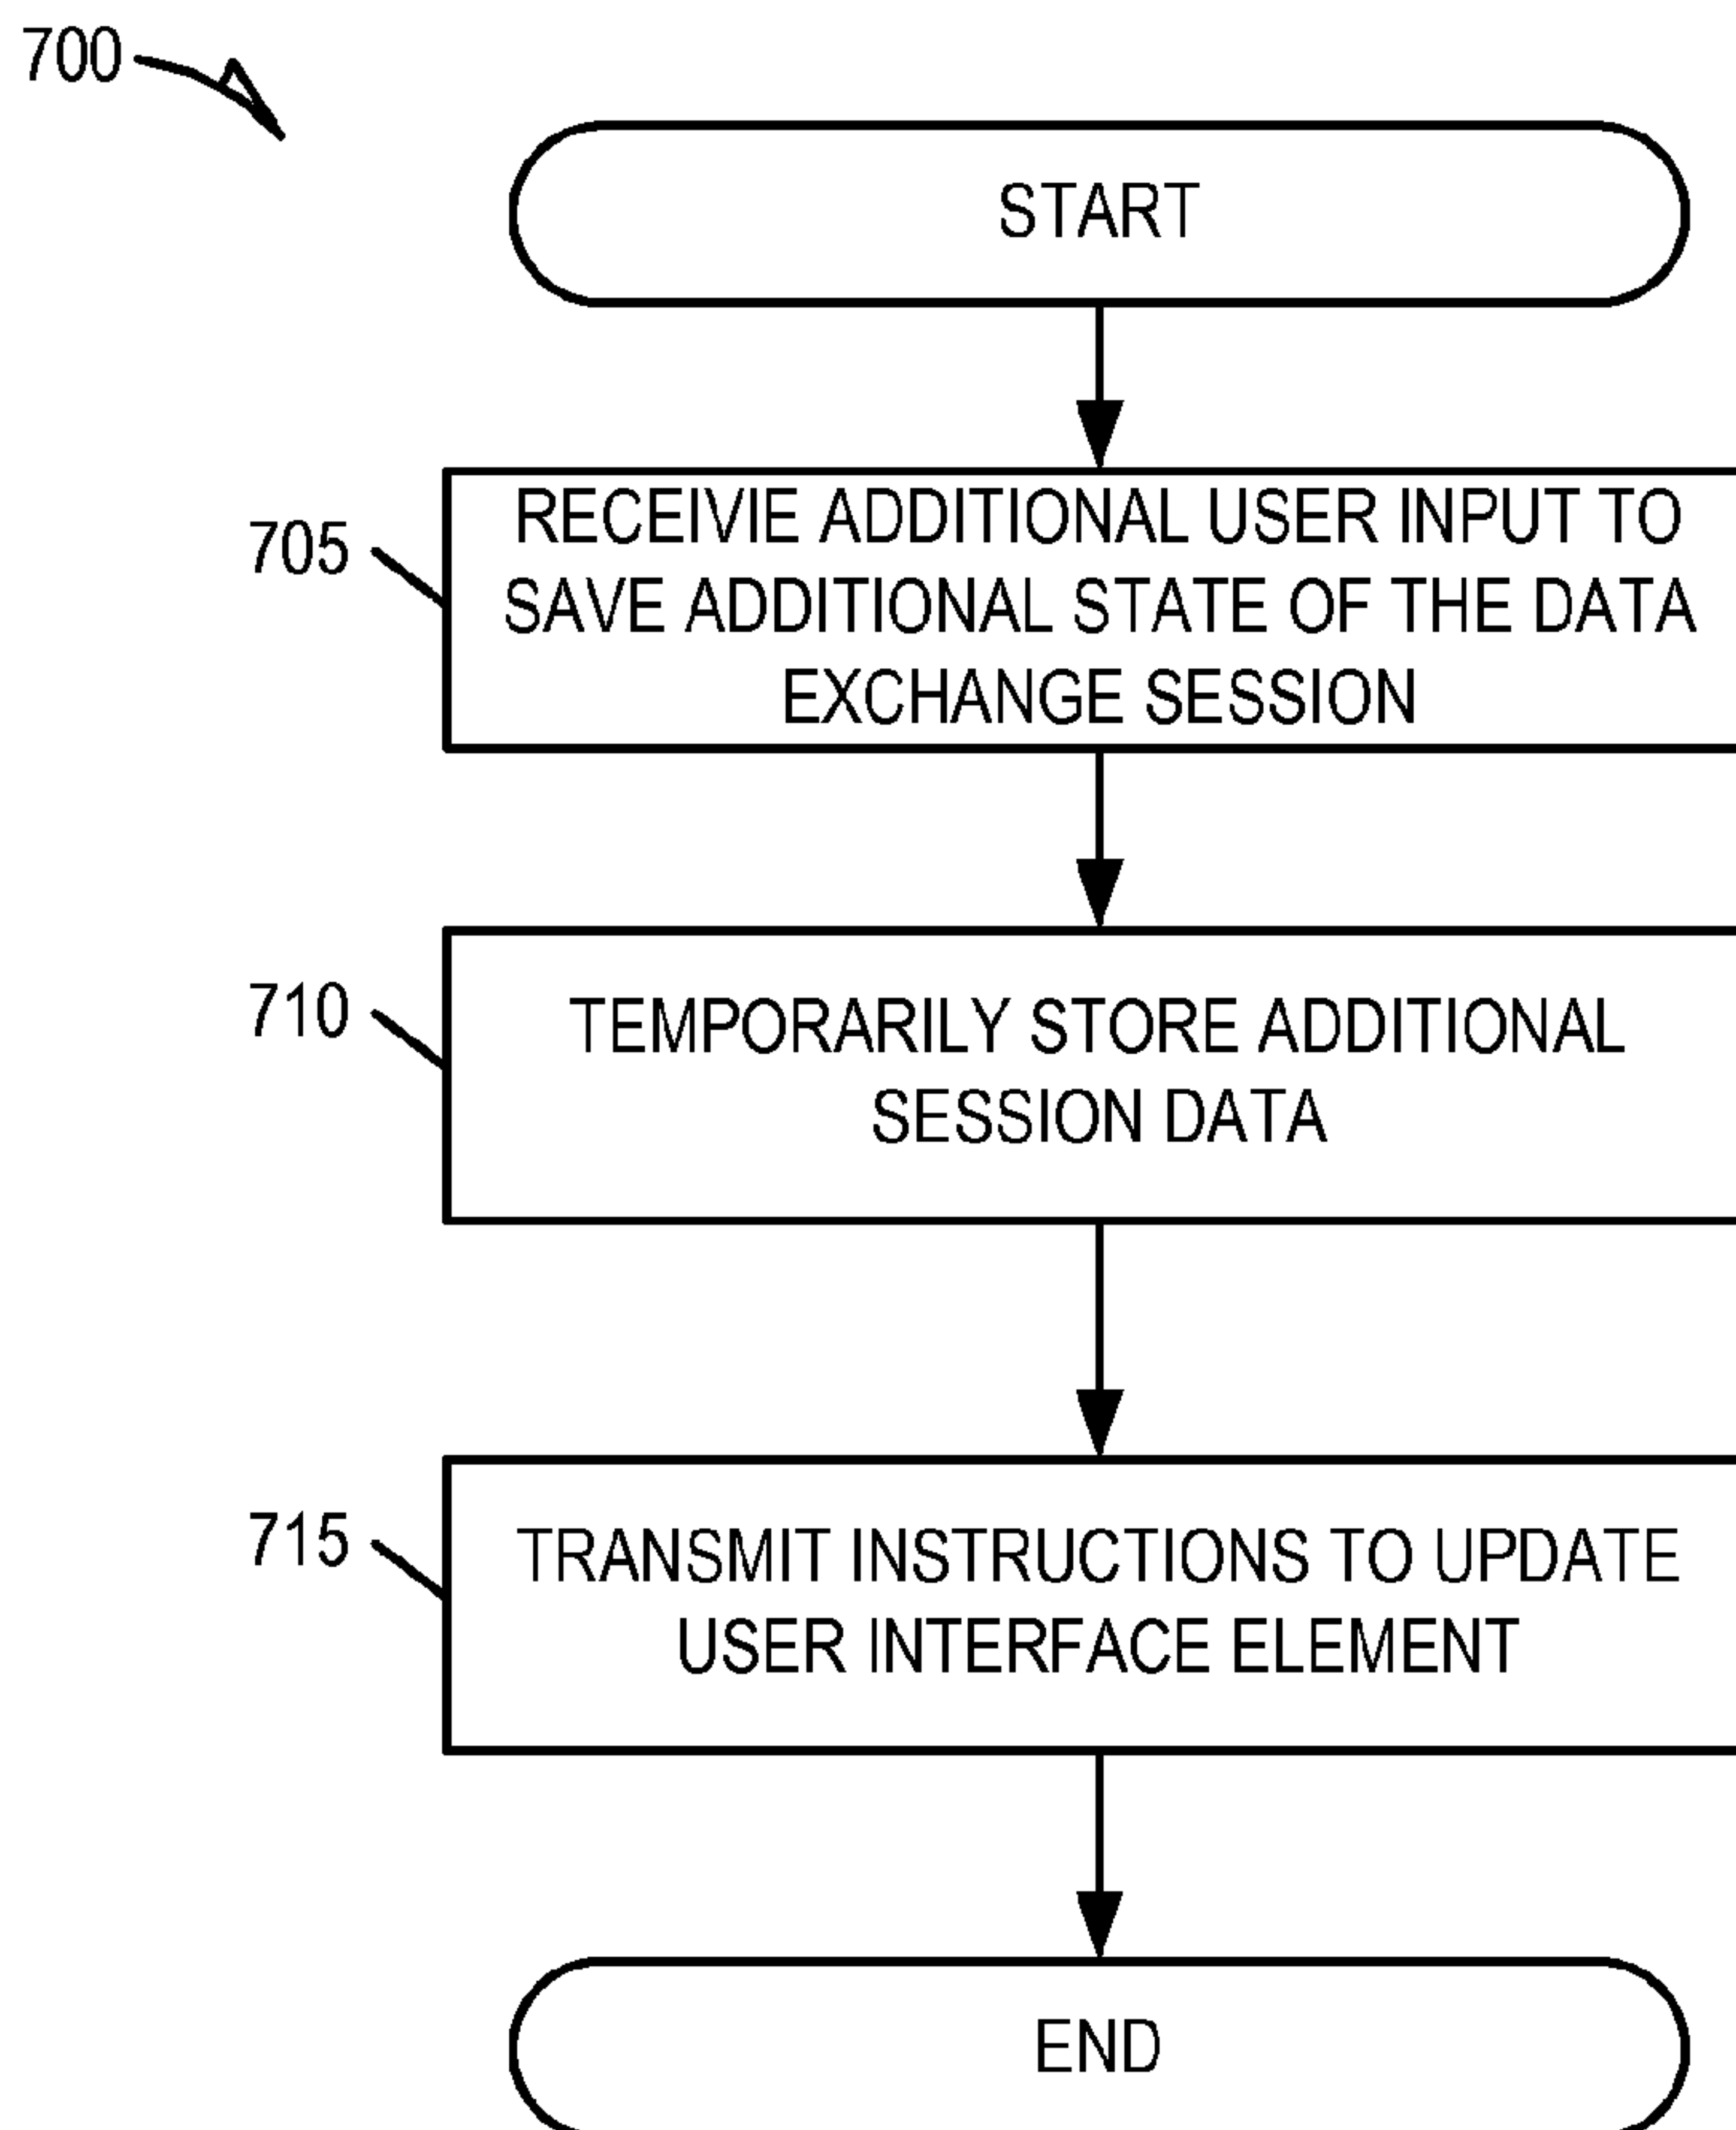 700
START
705
RECEIVIE ADDITIONAL USER INPUT TO
SAVE ADDITIONAL STATE OF THE DATA
EXCHANGE SESSION
710
TEMPORARILY STORE ADDITIONAL
SESSION DATA
715
TRANSMIT INSTRUCTIONS TO UPDATE
USER INTERFACE ELEMENT
END